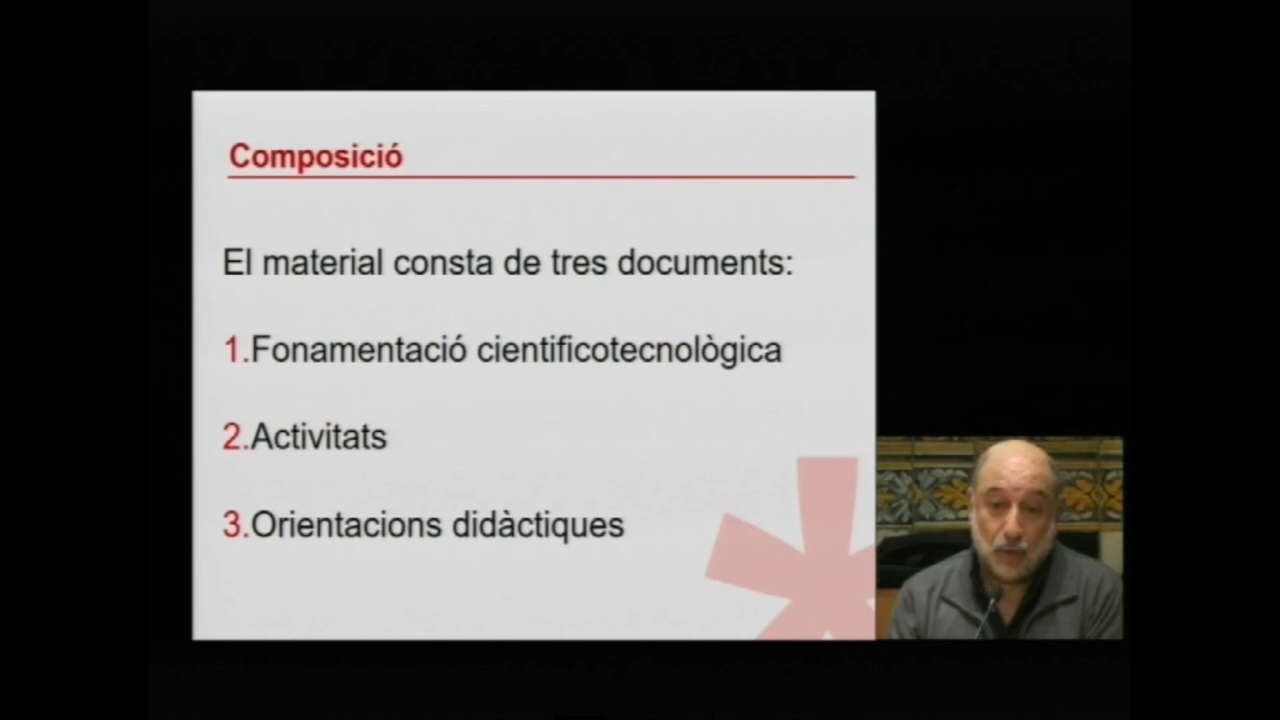 Composició
El material consta de tres documents:
1.Fonamentació cientificotecnològica
2.Activitats
3.Orientacions didàctiques